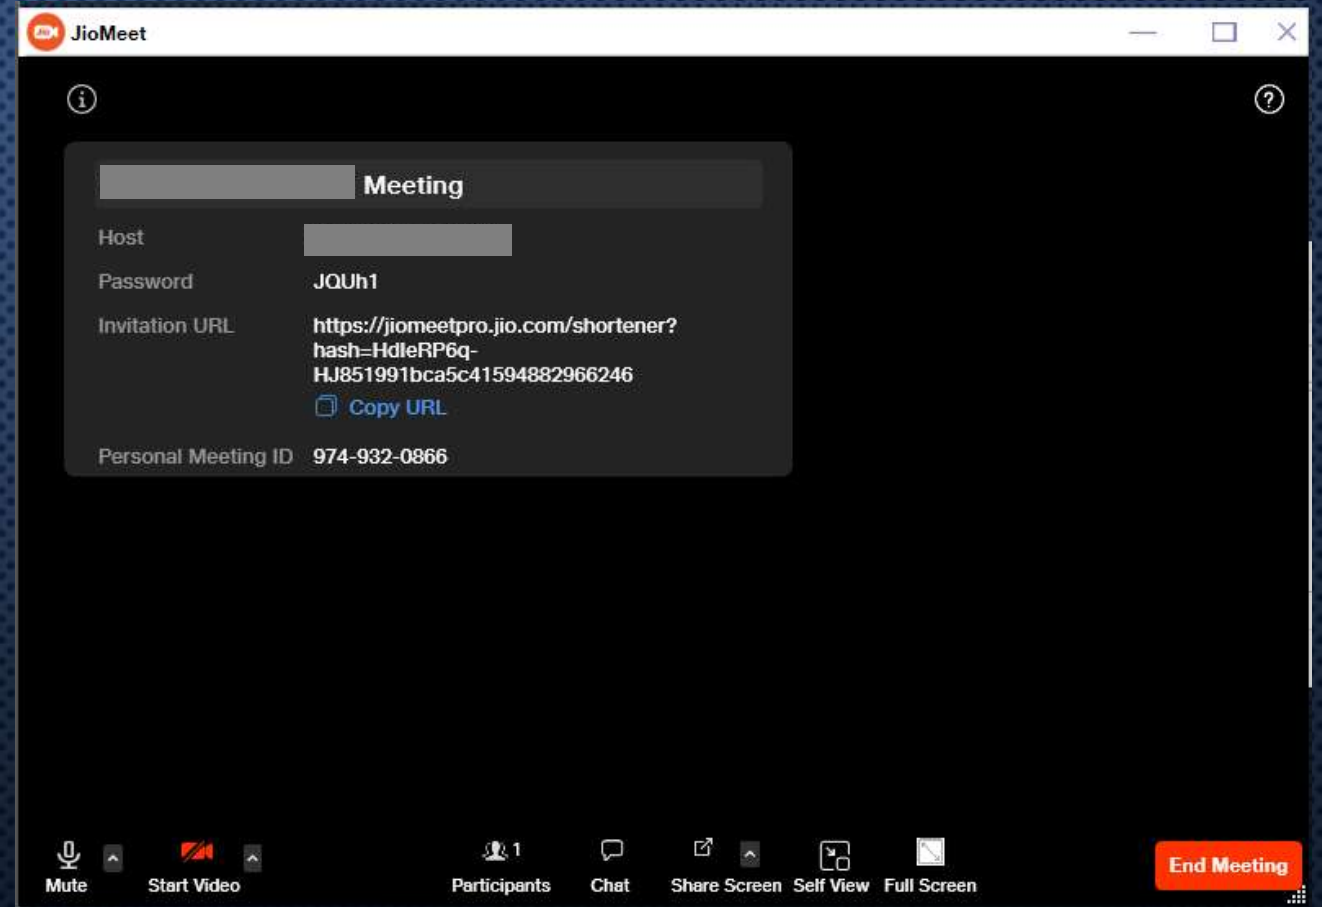 JioMeet
Meeting
Host
Password JQUh1
Invitation URL https://jiomeetpro.jio.com/shortener?
hash=HdIeRP6q-
HJ851991bca5c41594882966246
Copy URL
Personal Meeting ID 974-932-0866
1
Mute Start Video Participants Chat Share Screen Self View Full Screen End Meeting